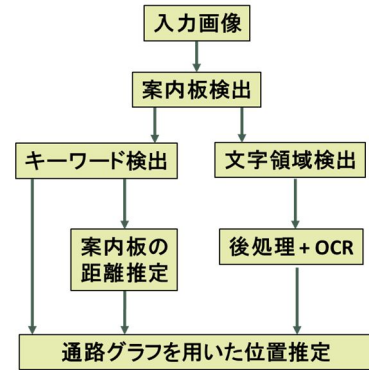 入力画像
案内板検出
キーワード検出
文字領域検出
案内板の
距離推定
後処理+OCR
通路グラフを用いた位置推定